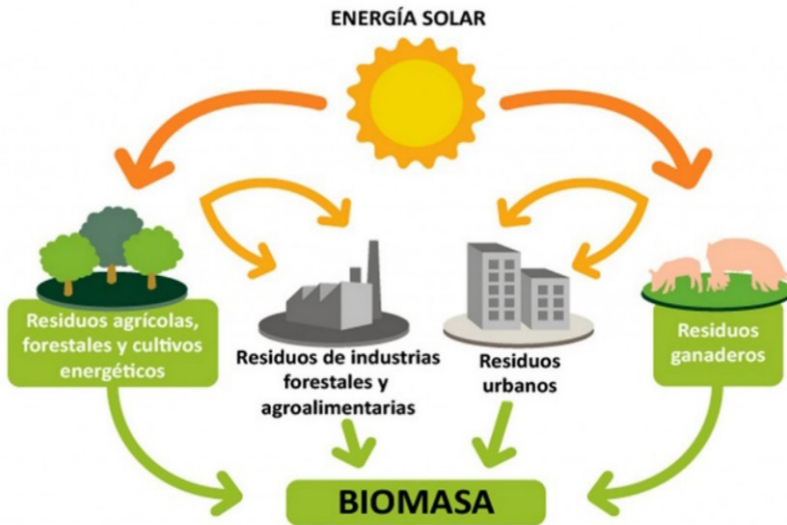 ENERGÍA SOLAR
Residuos agrícolas,
forestales y cultivos
energéticos
Residuos de industrias
forestales y
agroalimentarias
Residuos
urbanos
Residuos
ganaderos
BIOMASA